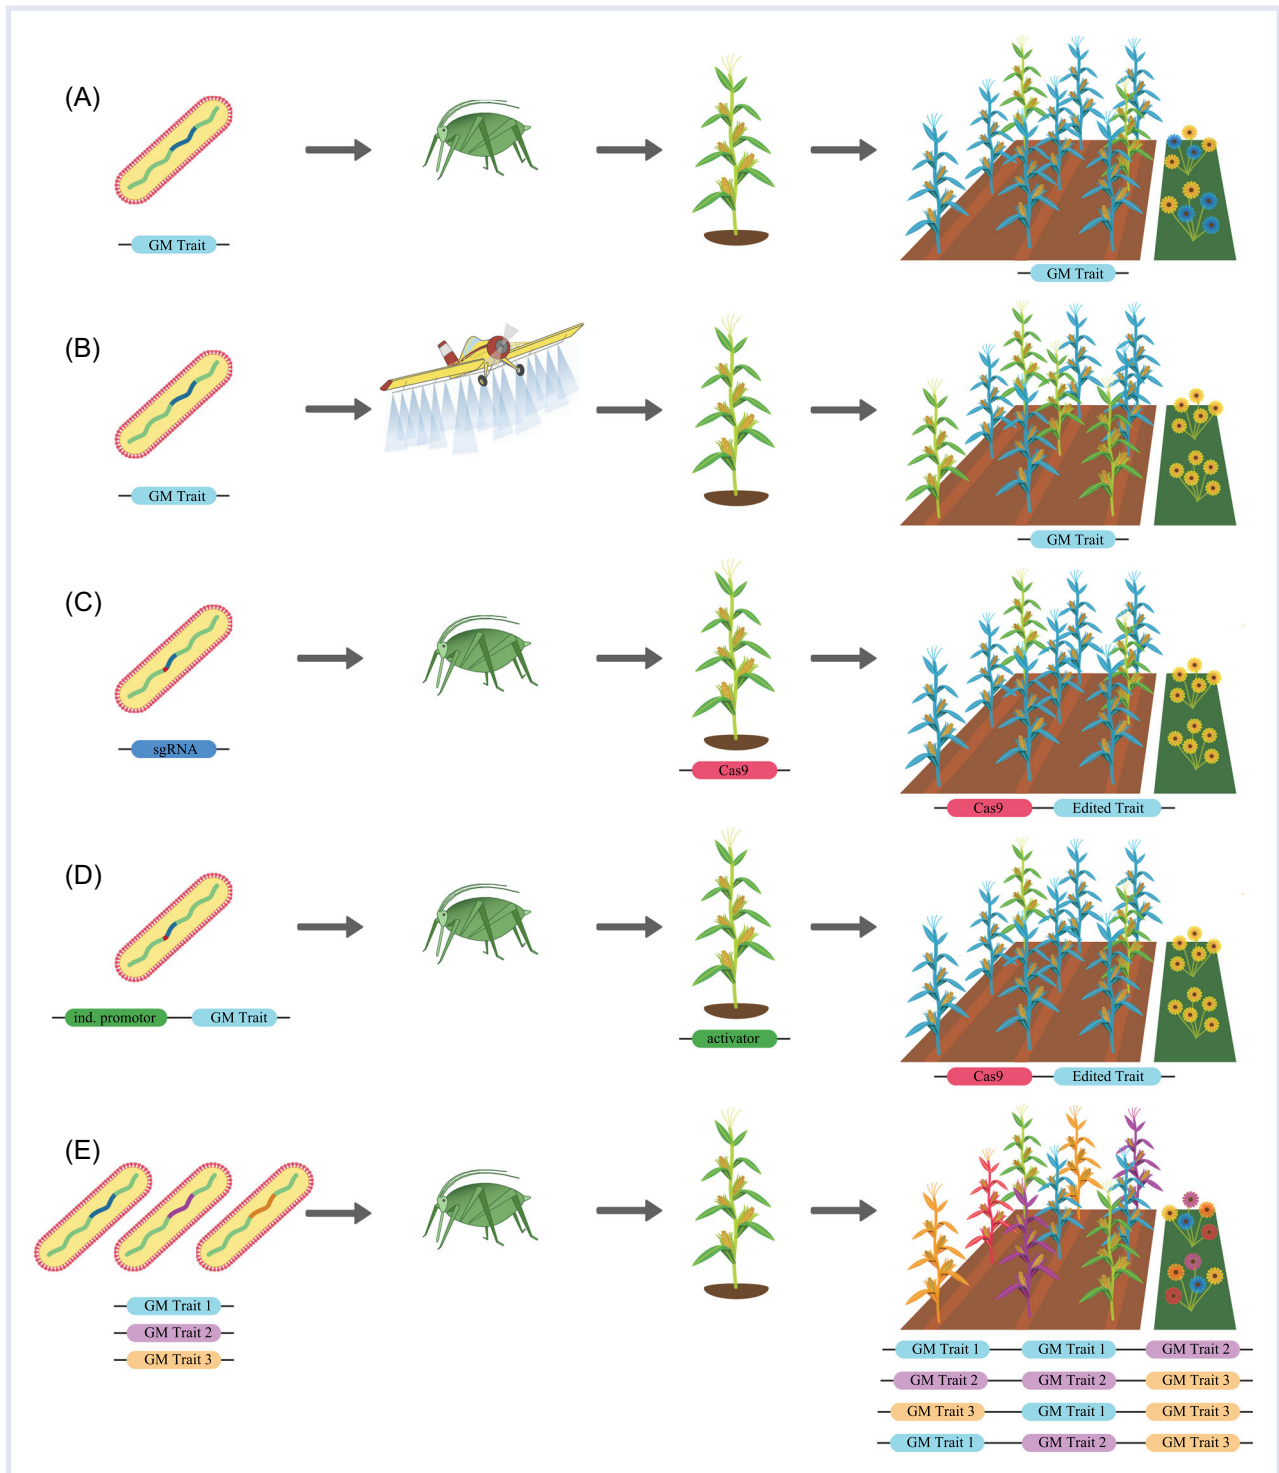 (A)
GM Trait
GM Trait
(B)
GM Trait
GM Trait
(C)
sgRNA
Cas9
Cas9 Edited Trait
(D)
ind. promotor GM Trait
activator
Cas9 Edited Trait
(E)
GM Trait 1
GM Trait 2
GM Trait 3
GM Trait 1 GM Trait 1 GM Trait 2
GM Trait 2 GM Trait 2 GM Trait 3
GM Trait 3 GM Trait 1 GM Trait 3
GM Trait 1 GM Trait 2 GM Trait 3